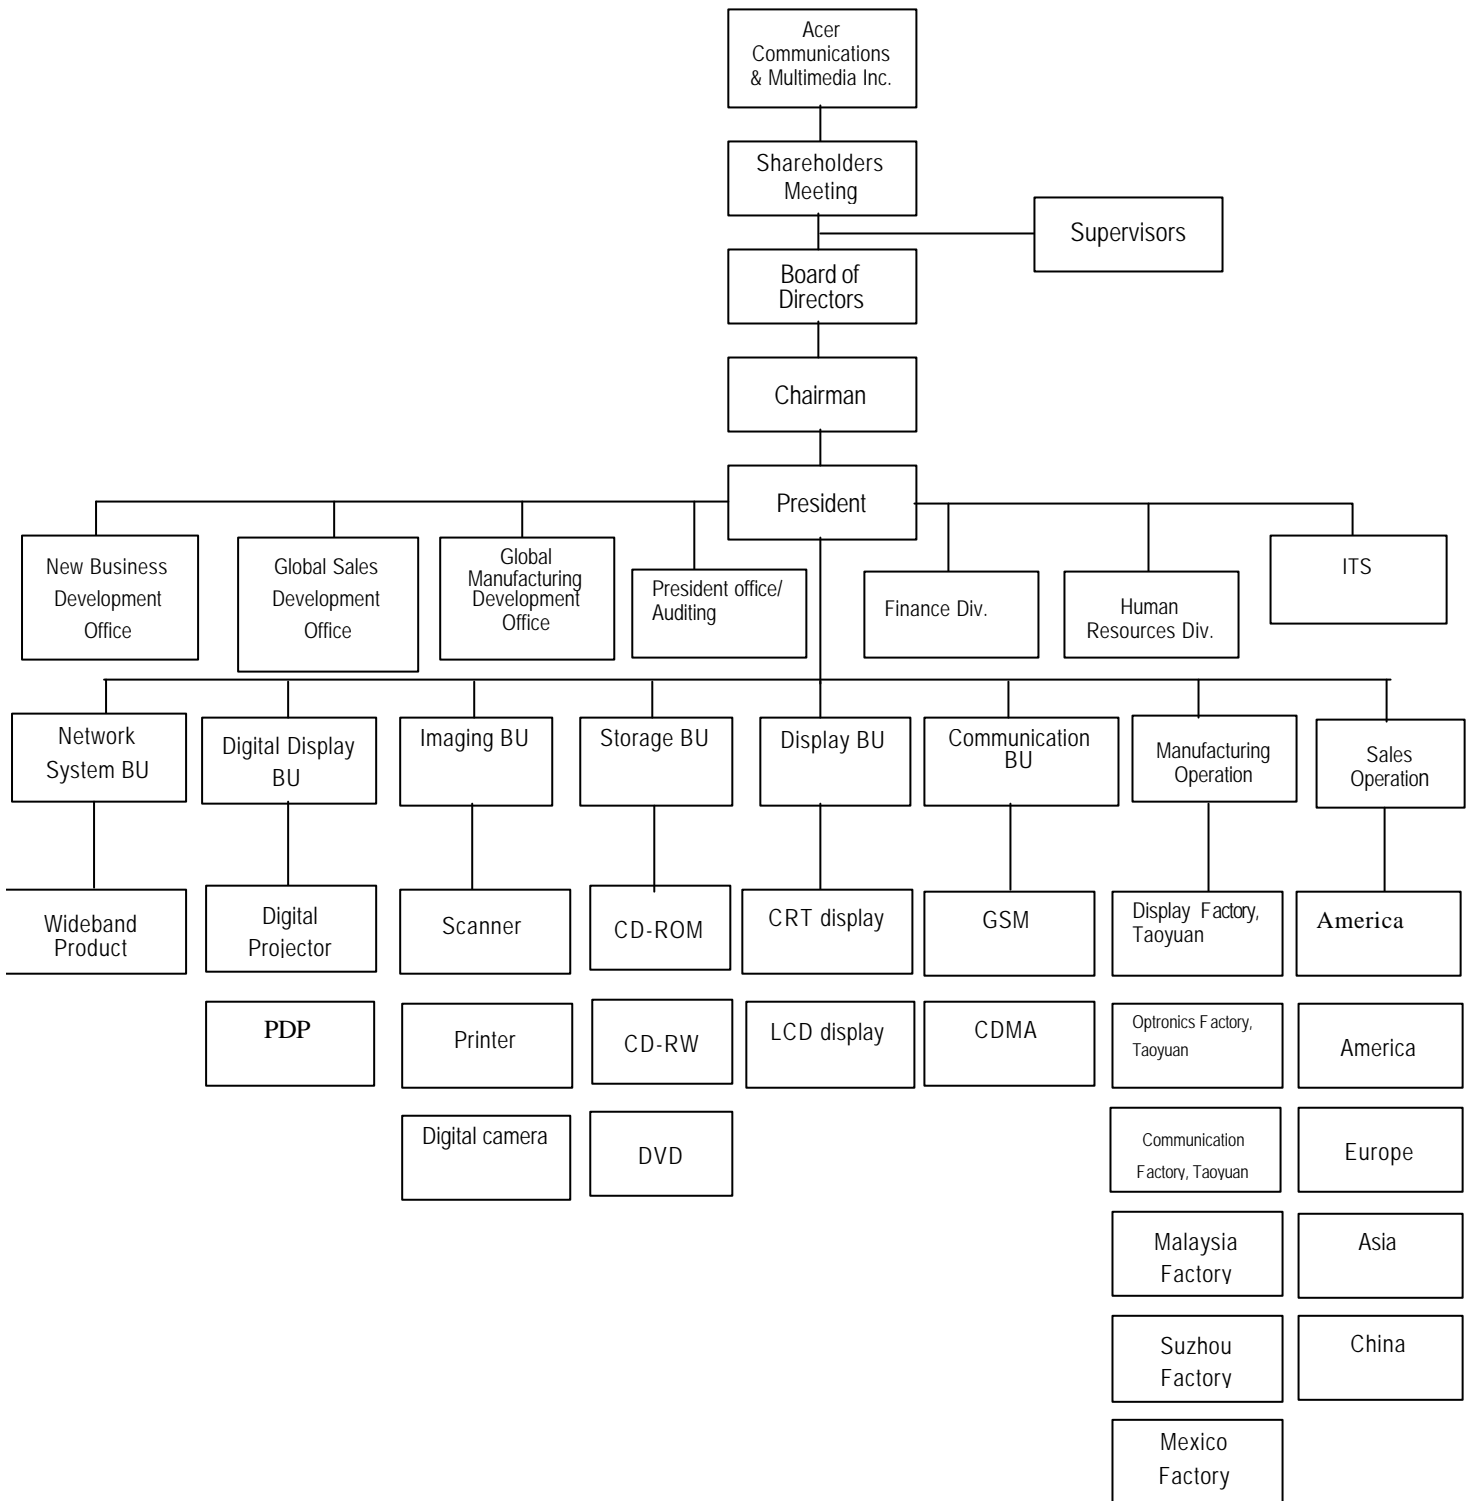 Acer
Communications
& Multimedia Inc.
Shareholders
Meeting
Supervisors
Board of
Directors
Chairman
President
New Business
Development
Office
Global Sales
Development
Office
Global
Manufacturing
Development
Office
President office/
Auditing
Finance Div.
Human
Resources Div.
ITS
Network
System BU
Digital Display
BU
Imaging BU
Storage BU
Display BU
Communication
BU
Manufacturing
Operation
Sales
Operation
Wideband
Product
Digital
Projector
Scanner
CD-ROM
CRT display
GSM
Display Factory,
Taoyuan
America
PDP
Printer
CD-RW
LCD display
CDMA
Optronics Factory,
Taoyuan
America
Digital camera
DVD
Communication
Factory, Taoyuan
Europe
Malaysia
Factory
Asia
Suzhou
Factory
China
Mexico
Factory